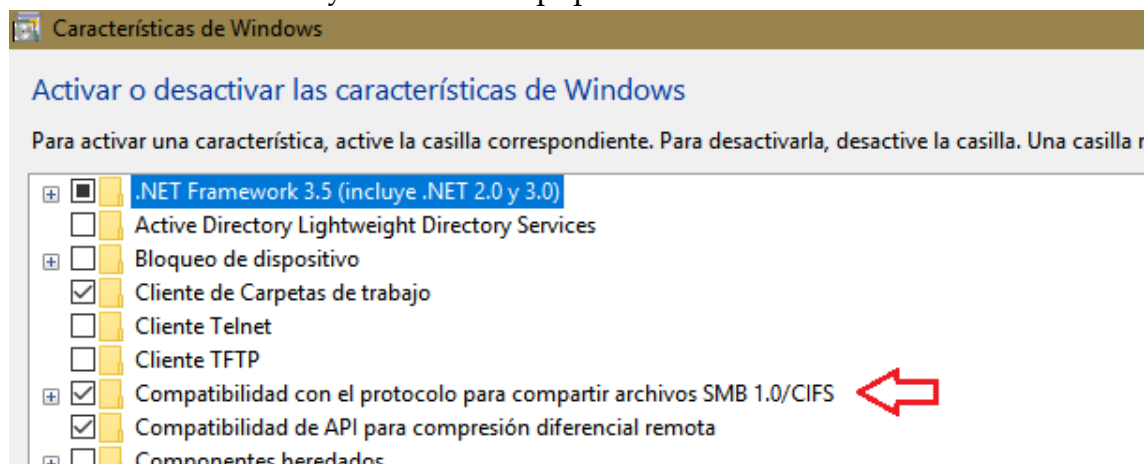 Características de Windows
Activar o desactivar las características de Windows
Para activar una característica, active la casilla correspondiente. Para desactivarla, desactive la casilla. Una casilla
.NET Framework 3.5 (incluye .NET 2.0 y 3.0)
Active Directory Lightweight Directory Services
Bloqueo de dispositivo
Cliente de Carpetas de trabajo
Cliente Telnet
Cliente TFTP
Compatibilidad con el protocolo para compartir archivos SMB 1.0/CIFS
Compatibilidad de API para compresión diferencial remota
Componentes heredados